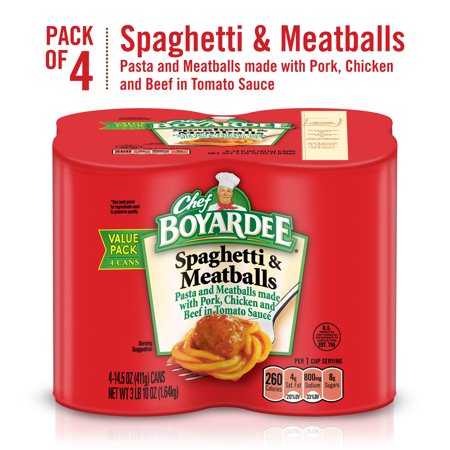 PACK
OF 4
Spaghetti & Meatballs
Pasta and Meatballs made with Pork, Chicken
and Beef in Tomato Sauce
VALUE
PACK
4 CANS
Chef
BOYARDEE®
Spaghetti &
Meatballs
Pasta and Meatballs made
with Pork, Chicken and
Beef in Tomato Sauce
Serving
Suggestion
4-14.5 OZ (411g) CANS
NET WT 3 LB 10 OZ (1.64kg)
EST. 794
PER 1 CUP SERVING
260
Calories
4g
Sat. Fat
20% DV
800mg
Sodium
33% DV
8g
Sugars